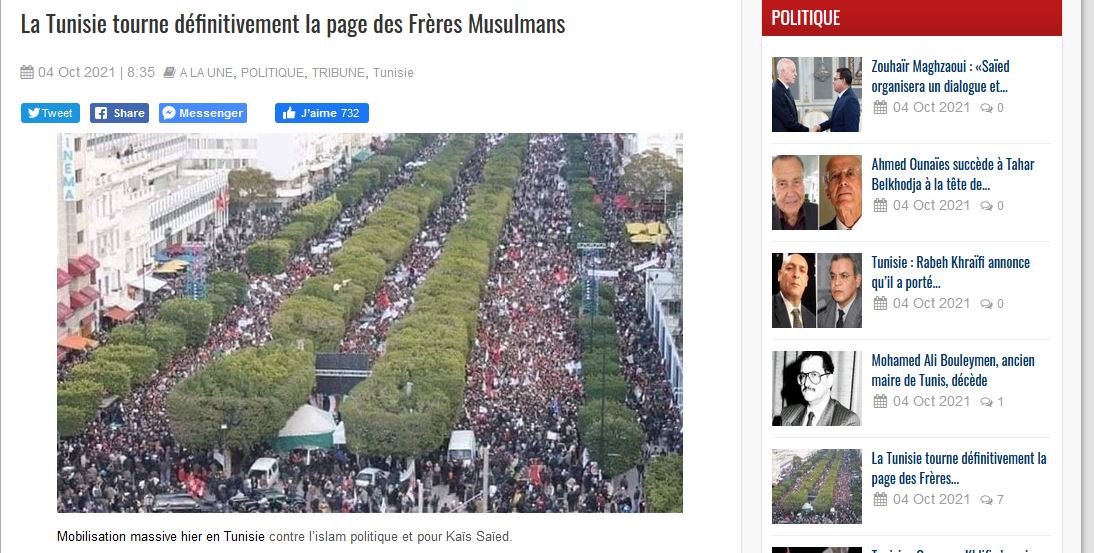 La Tunisie tourne définitivement la page des Frères Musulmans
04 Oct 2021 | 8:35 A LA UNE, POLITIQUE, TRIBUNE, Tunisie
Tweet
Share
Messenger
J'aime 732
INEMA
Mobilisation massive hier en Tunisie contre l'islam politique et pour Kaïs Saïed.
POLITIQUE
Zouhaïr Maghzaoui : «Saïed
organisera un dialogue et...
04 Oct 2021 0
Ahmed Ounaïes succède à Tahar
Belkhodja à la tête de...
04 Oct 2021 0
Tunisie : Rabeh Khraïfi annonce
qu'il a porté...
04 Oct 2021 0
Mohamed Ali Bouleymen, ancien
maire de Tunis, décède
04 Oct 2021 1
La Tunisie tourne définitivement la
page des Frères...
04 Oct 2021 7